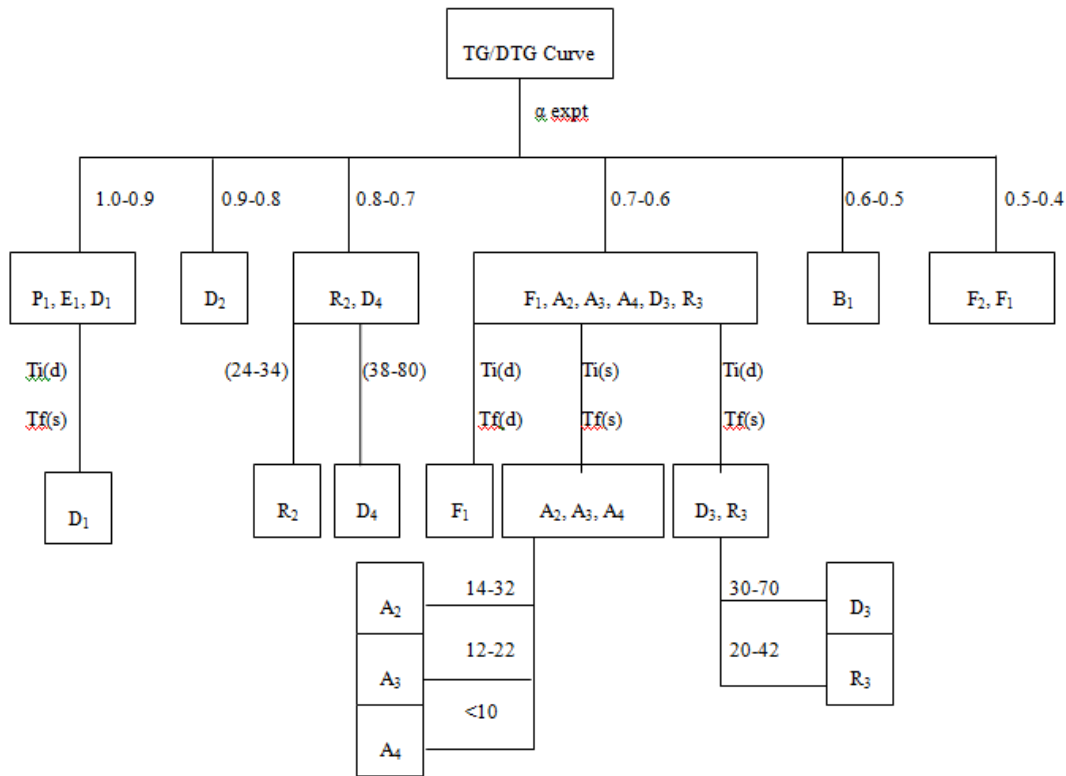 TG/DTG Curve
α expt
1.0-0.9
0.9-0.8
0.8-0.7
0.7-0.6
0.6-0.5
0.5-0.4
P₁, E₁, D₁
D₂
R₂, D₄
F₁, A₂, A₃, A₄, D₃, R₃
B₁
F₂, F₁
Ti(d)
Tf(s)
(24-34)
(38-80)
Ti(d)
Tf(d)
Ti(s)
Tf(s)
Ti(d)
Tf(s)
D₁
R₂
D₄
F₁
A₂, A₃, A₄
D₃, R₃
14-32
A₂
12-22
A₃
<10
A₄
30-70
D₃
20-42
R₃